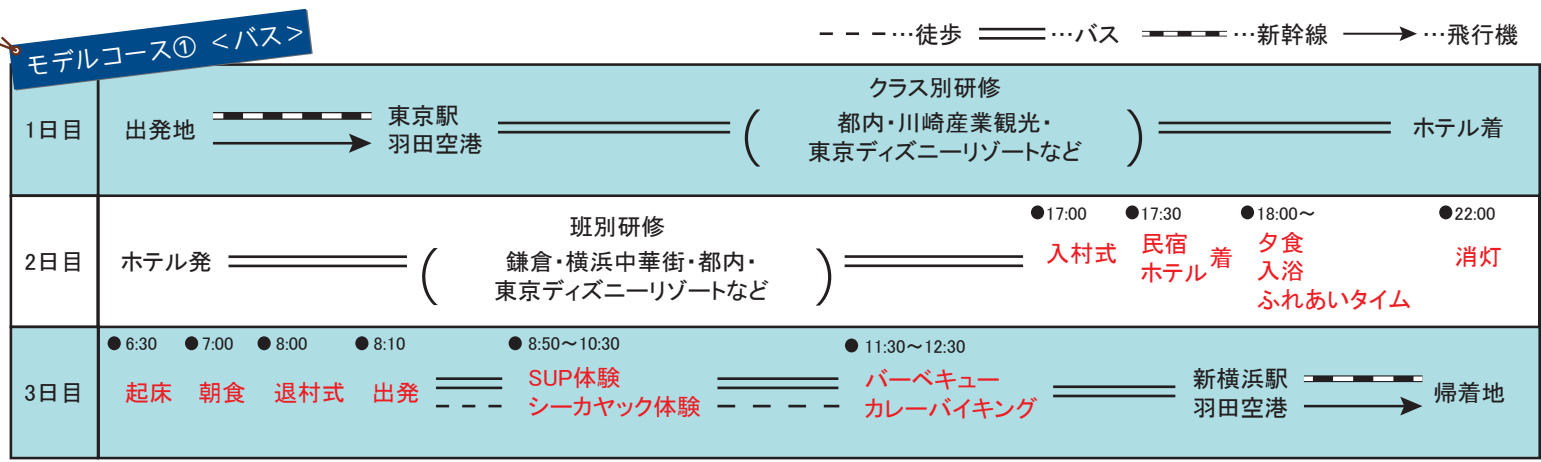 モデルコース① <バス>
…徒歩 …バス …新幹線 …飛行機
1日目
出発地
東京駅
羽田空港
クラス別研修
(都内・川崎産業観光・
東京ディズニーリゾートなど)
ホテル着
2日目
ホテル発
班別研修
(鎌倉・横浜中華街・都内・
東京ディズニーリゾートなど)
●17:00
入村式
●17:30
民宿
ホテル着
●18:00～
夕食
入浴
ふれあいタイム
●22:00
消灯
3日目
●6:30
起床
●7:00
朝食
●8:00
退村式
●8:10
出発
●8:50～10:30
SUP体験
シーカヤック体験
●11:30～12:30
バーベキュー
カレーバイキング
新横浜駅
羽田空港
帰着地